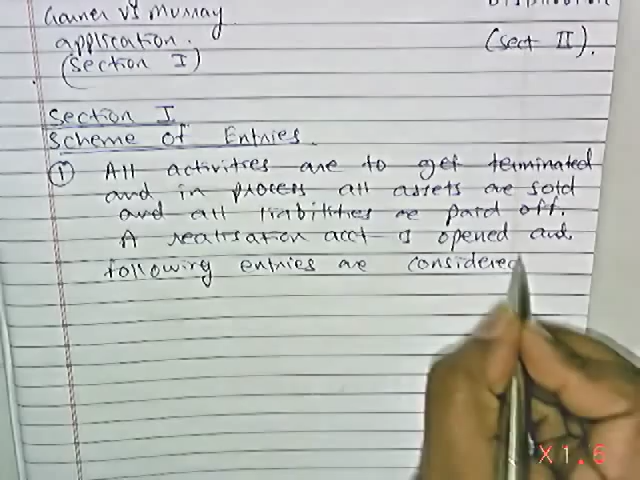 Garner vs Murray
application.
(Section I)
(Sect II).
Section I
Scheme of Entries.
① All activities are to get terminated
and in process all assets are sold
and all liabilities are paid off.
A realisation acct is opened and
following entries are considered
X1.6